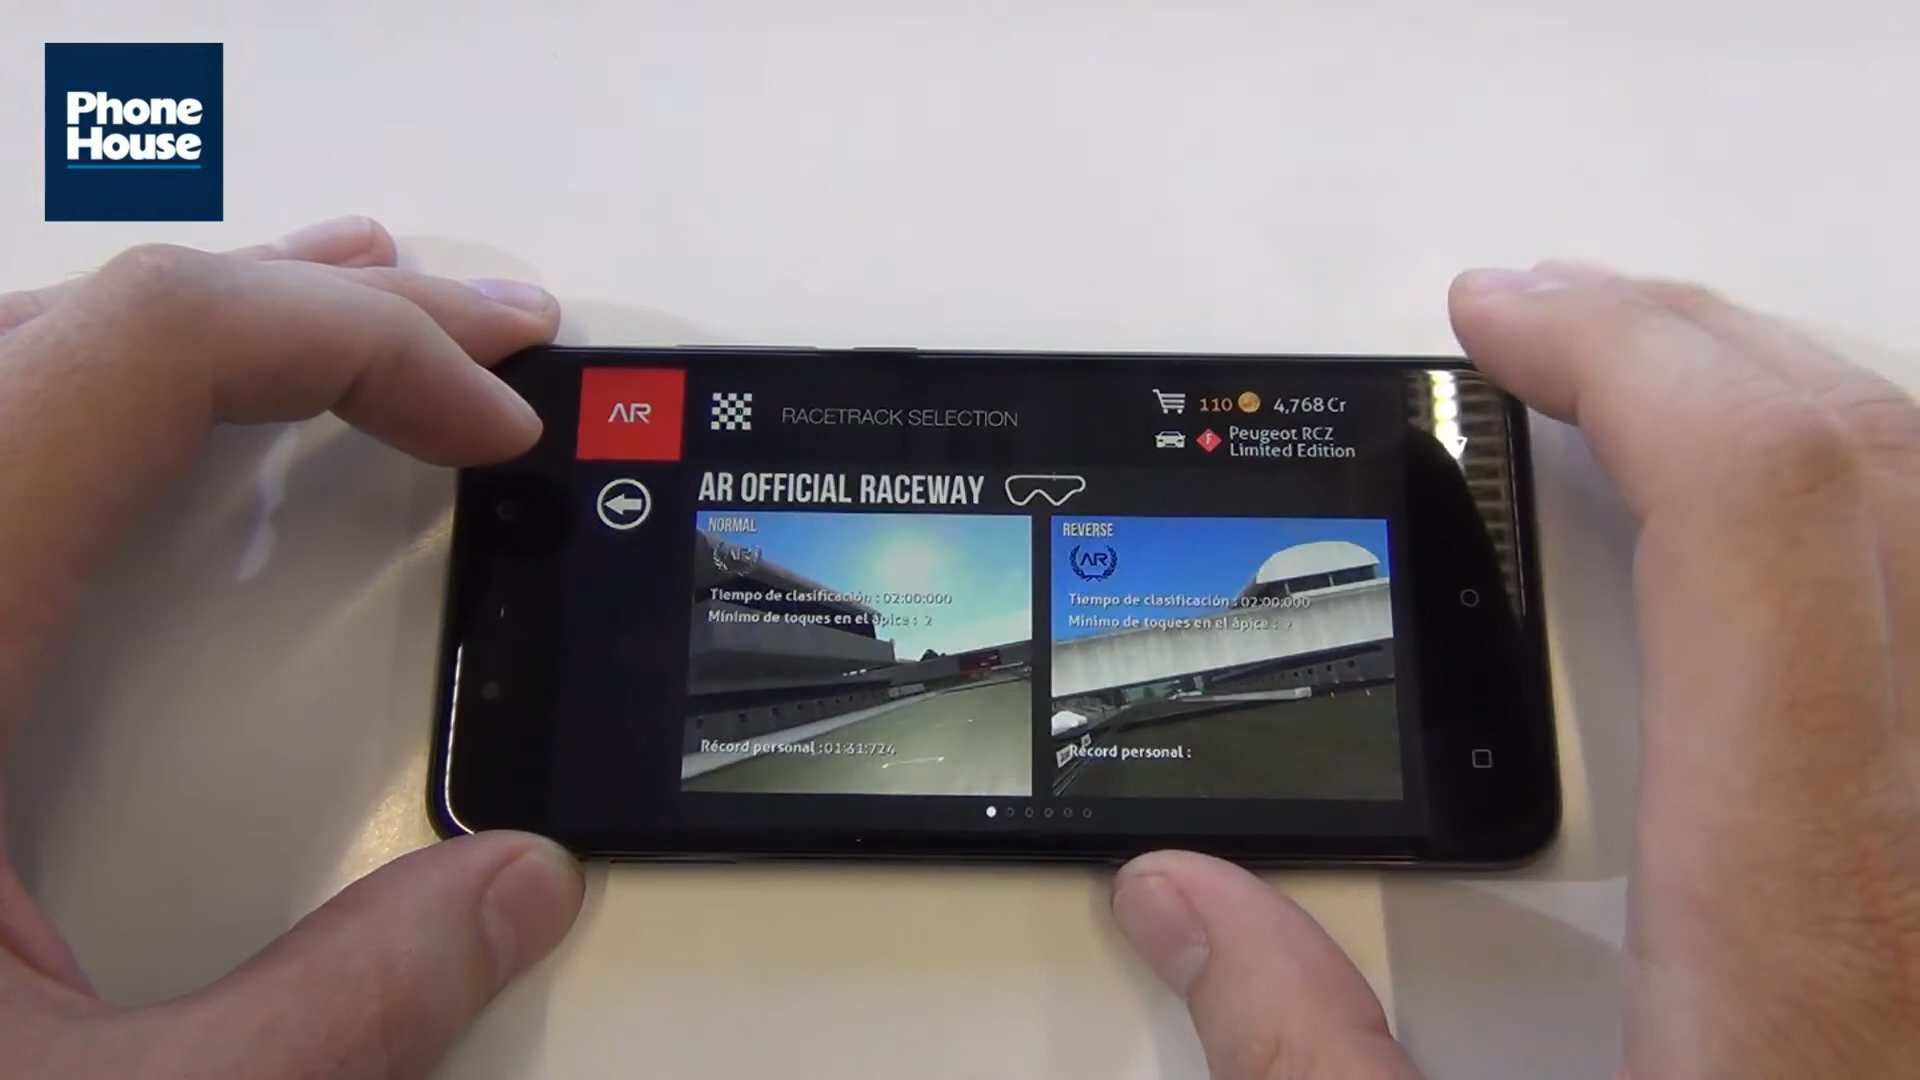 Phone
House
AR
RACETRACK SELECTION
110
4,768 Cr
F
Peugeot RCZ
Limited Edition
AR OFFICIAL RACEWAY
NORMAL
AR
Tiempo de clasificación : 02:00:000
Mínimo de toques en el ápice : 2
Récord personal : 01:31:724
REVERSE
AR
Tiempo de clasificación : 02:00:000
Mínimo de toques en el ápice : 2
Récord personal :